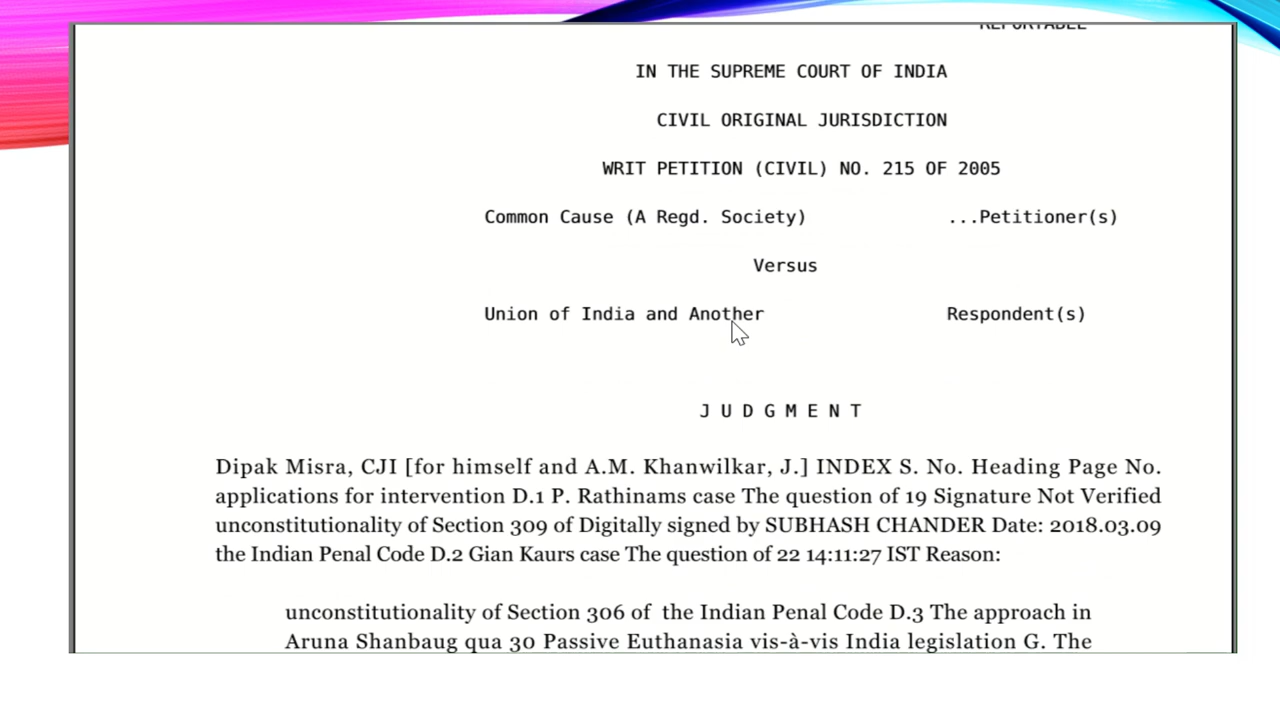 REPORTABLE
IN THE SUPREME COURT OF INDIA
CIVIL ORIGINAL JURISDICTION
WRIT PETITION (CIVIL) NO. 215 OF 2005
Common Cause (A Regd. Society) ...Petitioner(s)
Versus
Union of India and Another Respondent(s)
J U D G M E N T
Dipak Misra, CJI [for himself and A.M. Khanwilkar, J.] INDEX S. No. Heading Page No.
applications for intervention D.1 P. Rathinams case The question of 19 Signature Not Verified
unconstitutionality of Section 309 of Digitally signed by SUBHASH CHANDER Date: 2018.03.09
the Indian Penal Code D.2 Gian Kaurs case The question of 22 14:11:27 IST Reason:
unconstitutionality of Section 306 of the Indian Penal Code D.3 The approach in
Aruna Shanbaug qua 30 Passive Euthanasia vis-à-vis India legislation G. The